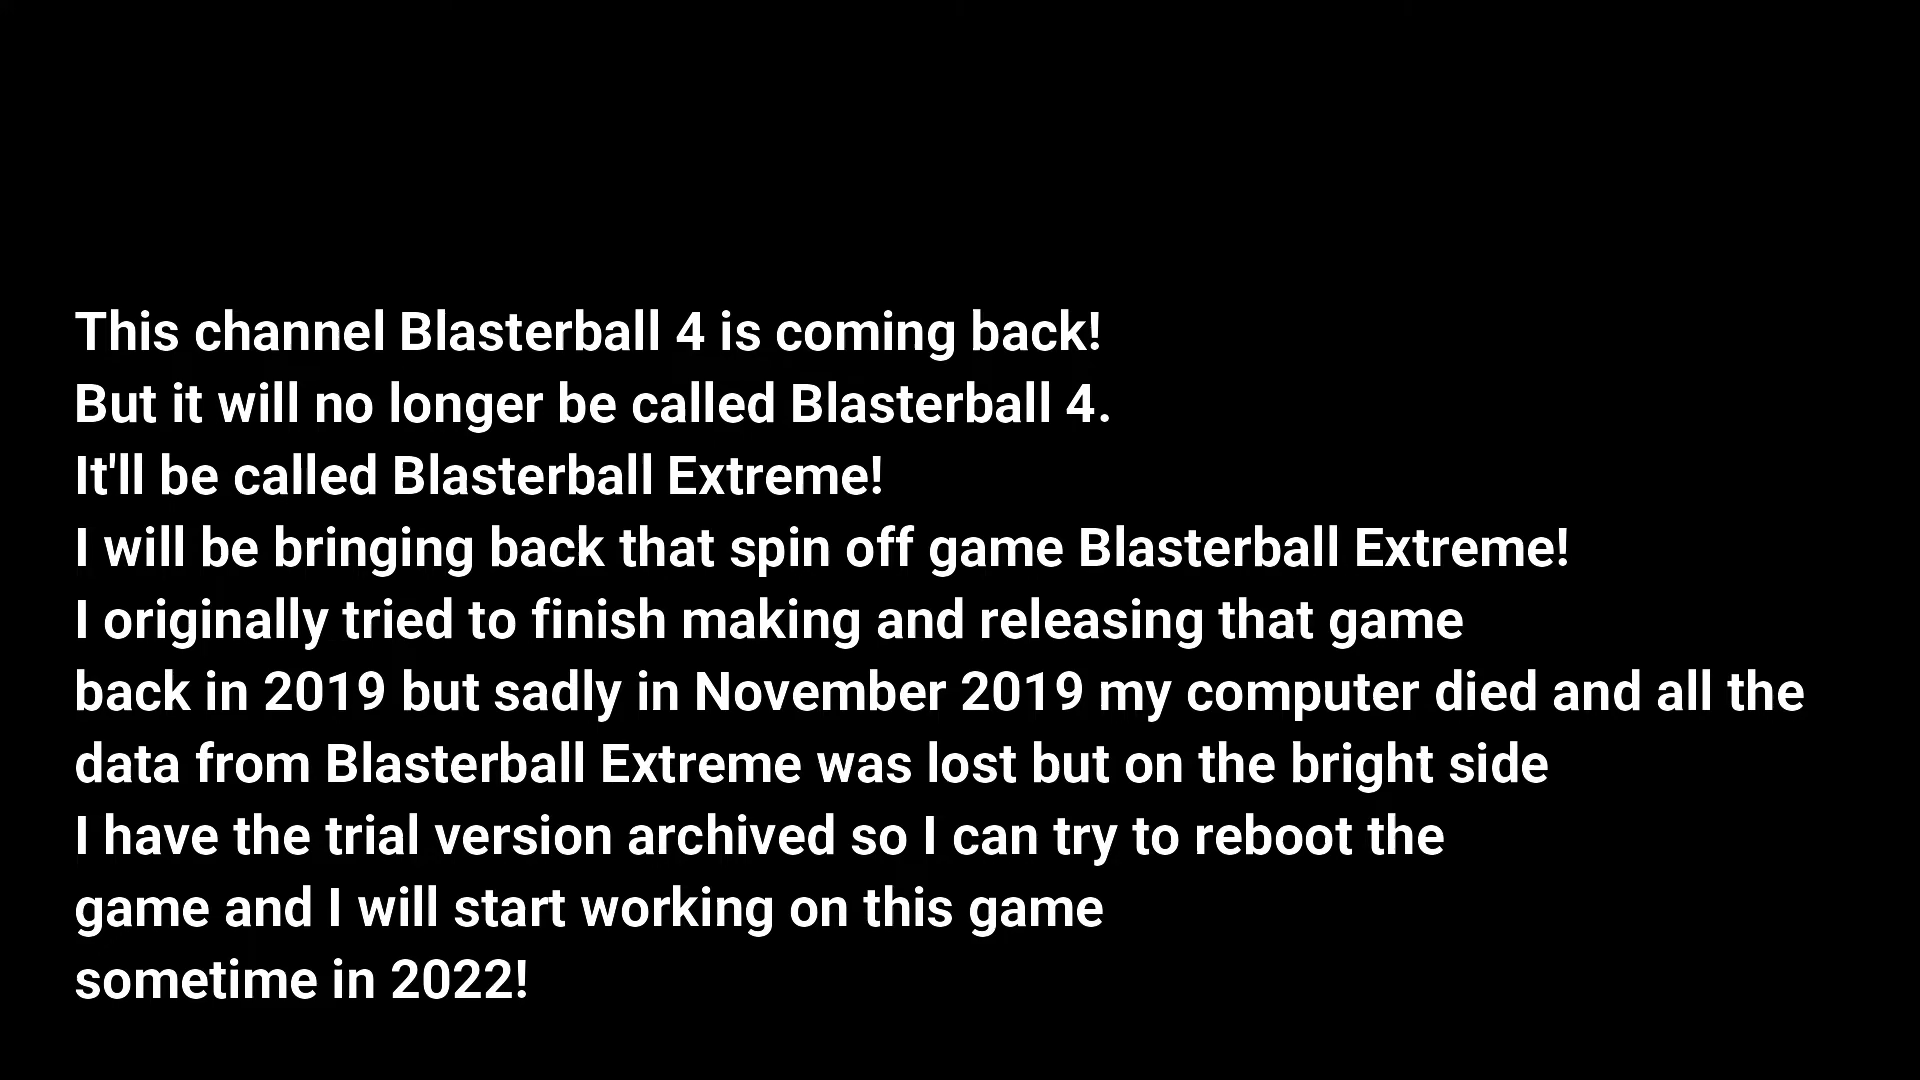 This channel Blasterball 4 is coming back!
But it will no longer be called Blasterball 4.
It'll be called Blasterball Extreme!
I will be bringing back that spin off game Blasterball Extreme!
I originally tried to finish making and releasing that game
back in 2019 but sadly in November 2019 my computer died and all the
data from Blasterball Extreme was lost but on the bright side
I have the trial version archived so I can try to reboot the
game and I will start working on this game
sometime in 2022!